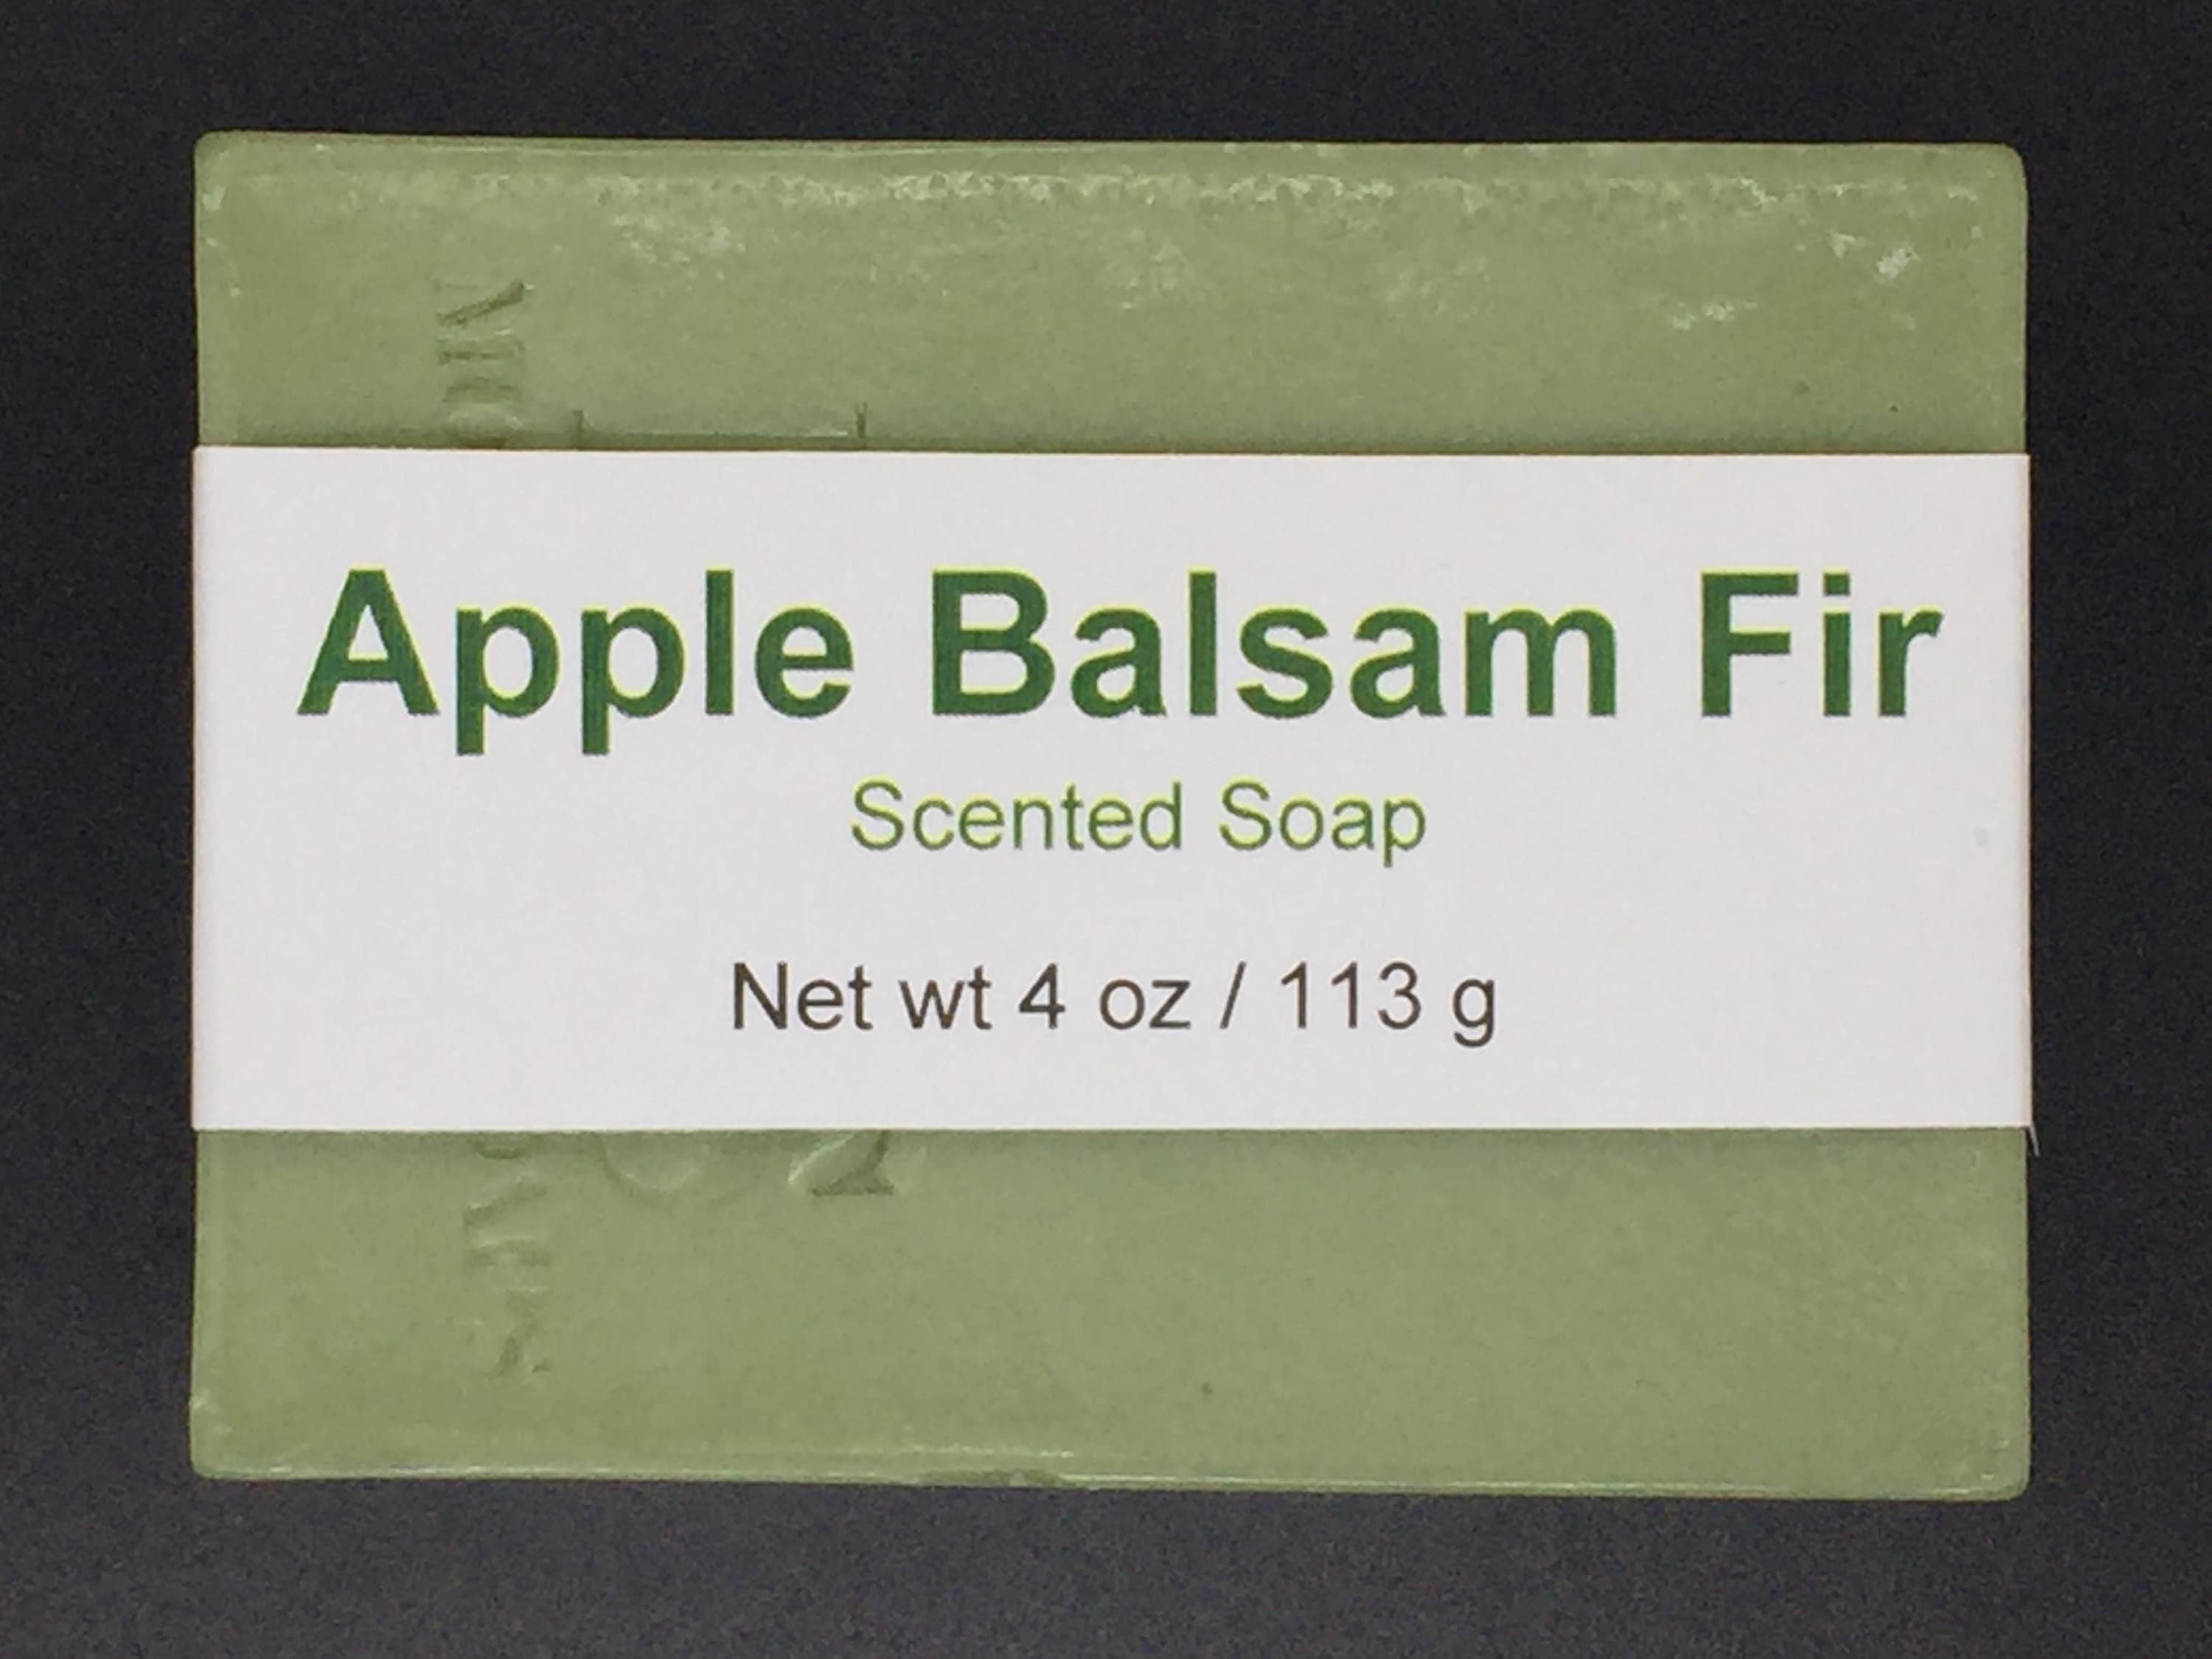 Apple Balsam Fir
Scented Soap
Net wt 4 oz / 113 g